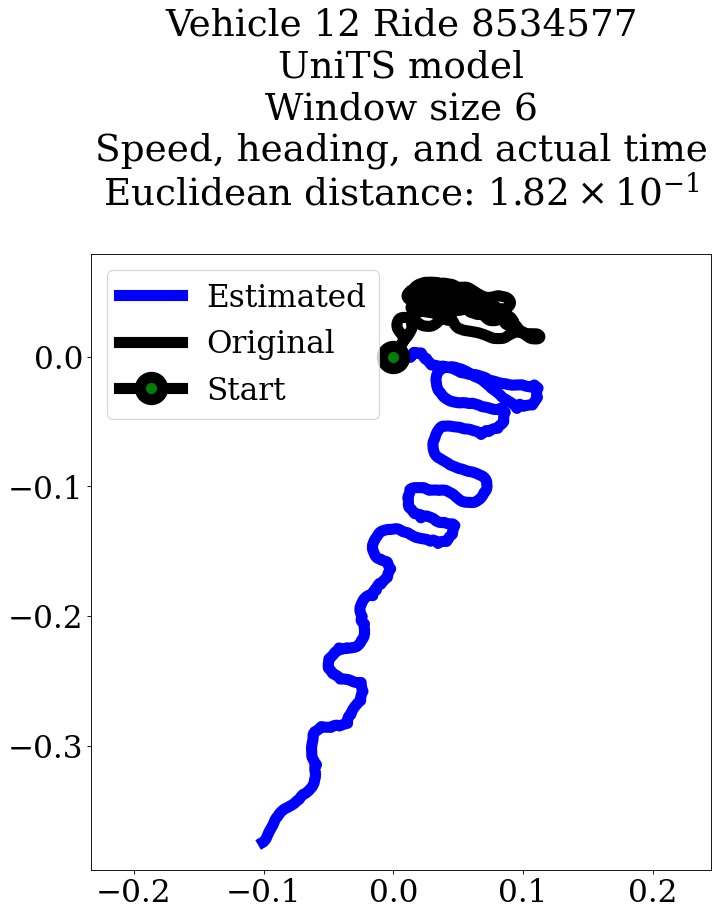 Vehicle 12 Ride 8534577
UniTS model
Window size 6
Speed, heading, and actual time
Euclidean distance: 1.82 × 10⁻¹
Estimated
Original
Start
0.0
−0.1
−0.2
−0.3
−0.2
−0.1
0.0
0.1
0.2